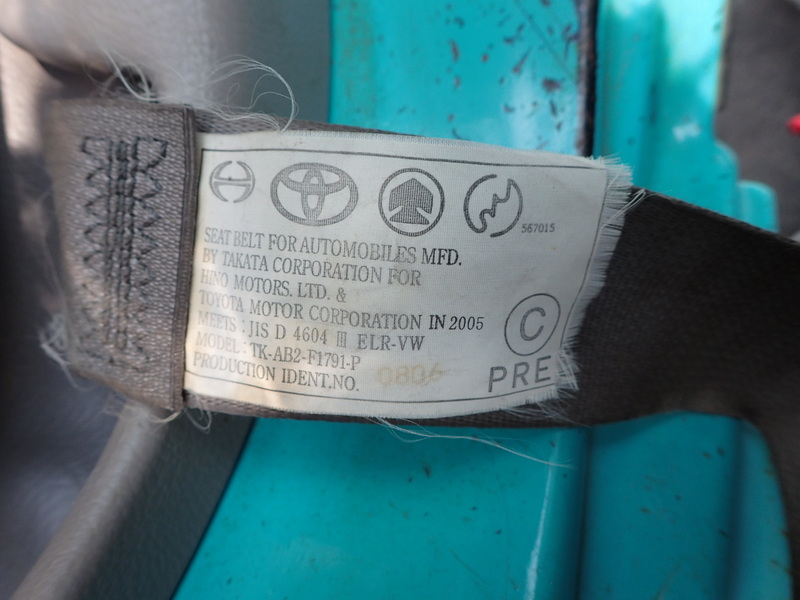 567015
SEAT BELT FOR AUTOMOBILES MFD.
BY TAKATA CORPORATION FOR
HINO MOTORS. LTD. &
TOYOTA MOTOR CORPORATION IN 2005
MEETS : JIS D 4604 III ELR-VW
MODEL : TK-AB2-F1791-P
PRODUCTION IDENT.NO. 0806
C
PRE